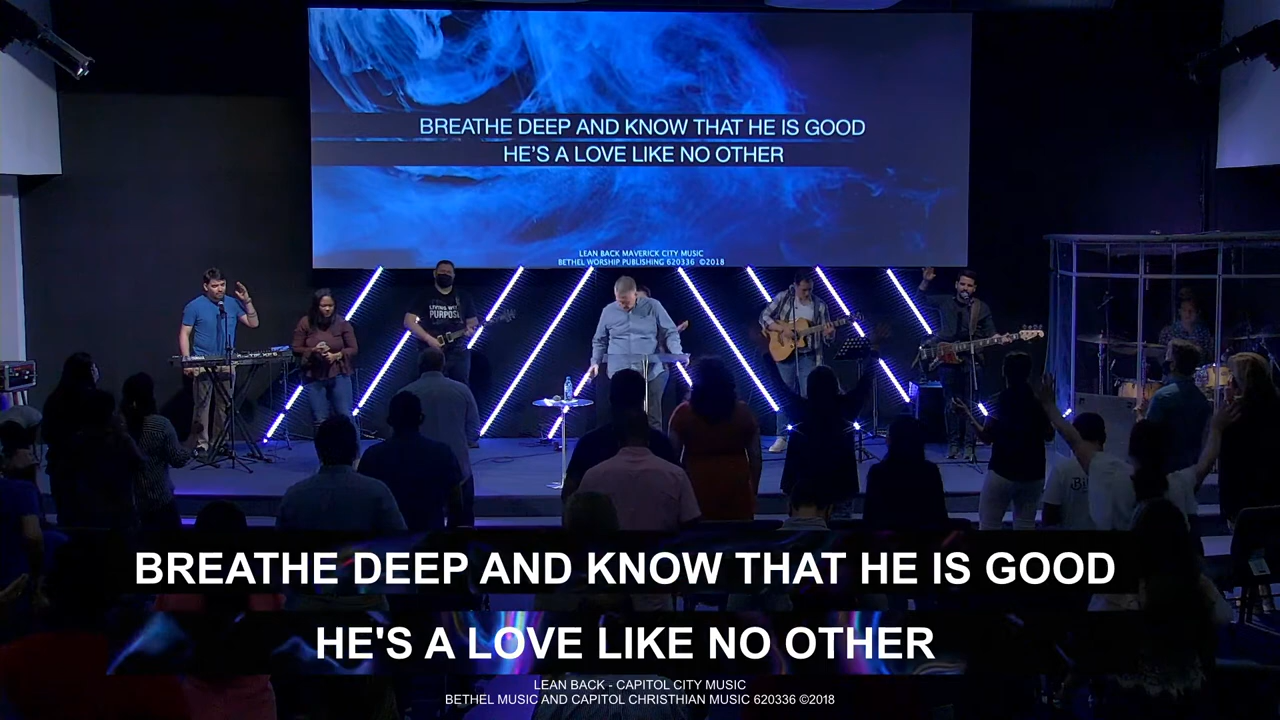 BREATHE DEEP AND KNOW THAT HE IS GOOD
HE'S A LOVE LIKE NO OTHER
LEAN BACK MAVERICK CITY MUSIC
BETHEL WORSHIP PUBLISHING 620336 ©2018
LIVING WITH
PURPOSE
BREATHE DEEP AND KNOW THAT HE IS GOOD
HE'S A LOVE LIKE NO OTHER
LEAN BACK - CAPITOL CITY MUSIC
BETHEL MUSIC AND CAPITOL CHRISTHIAN MUSIC 620336 ©2018